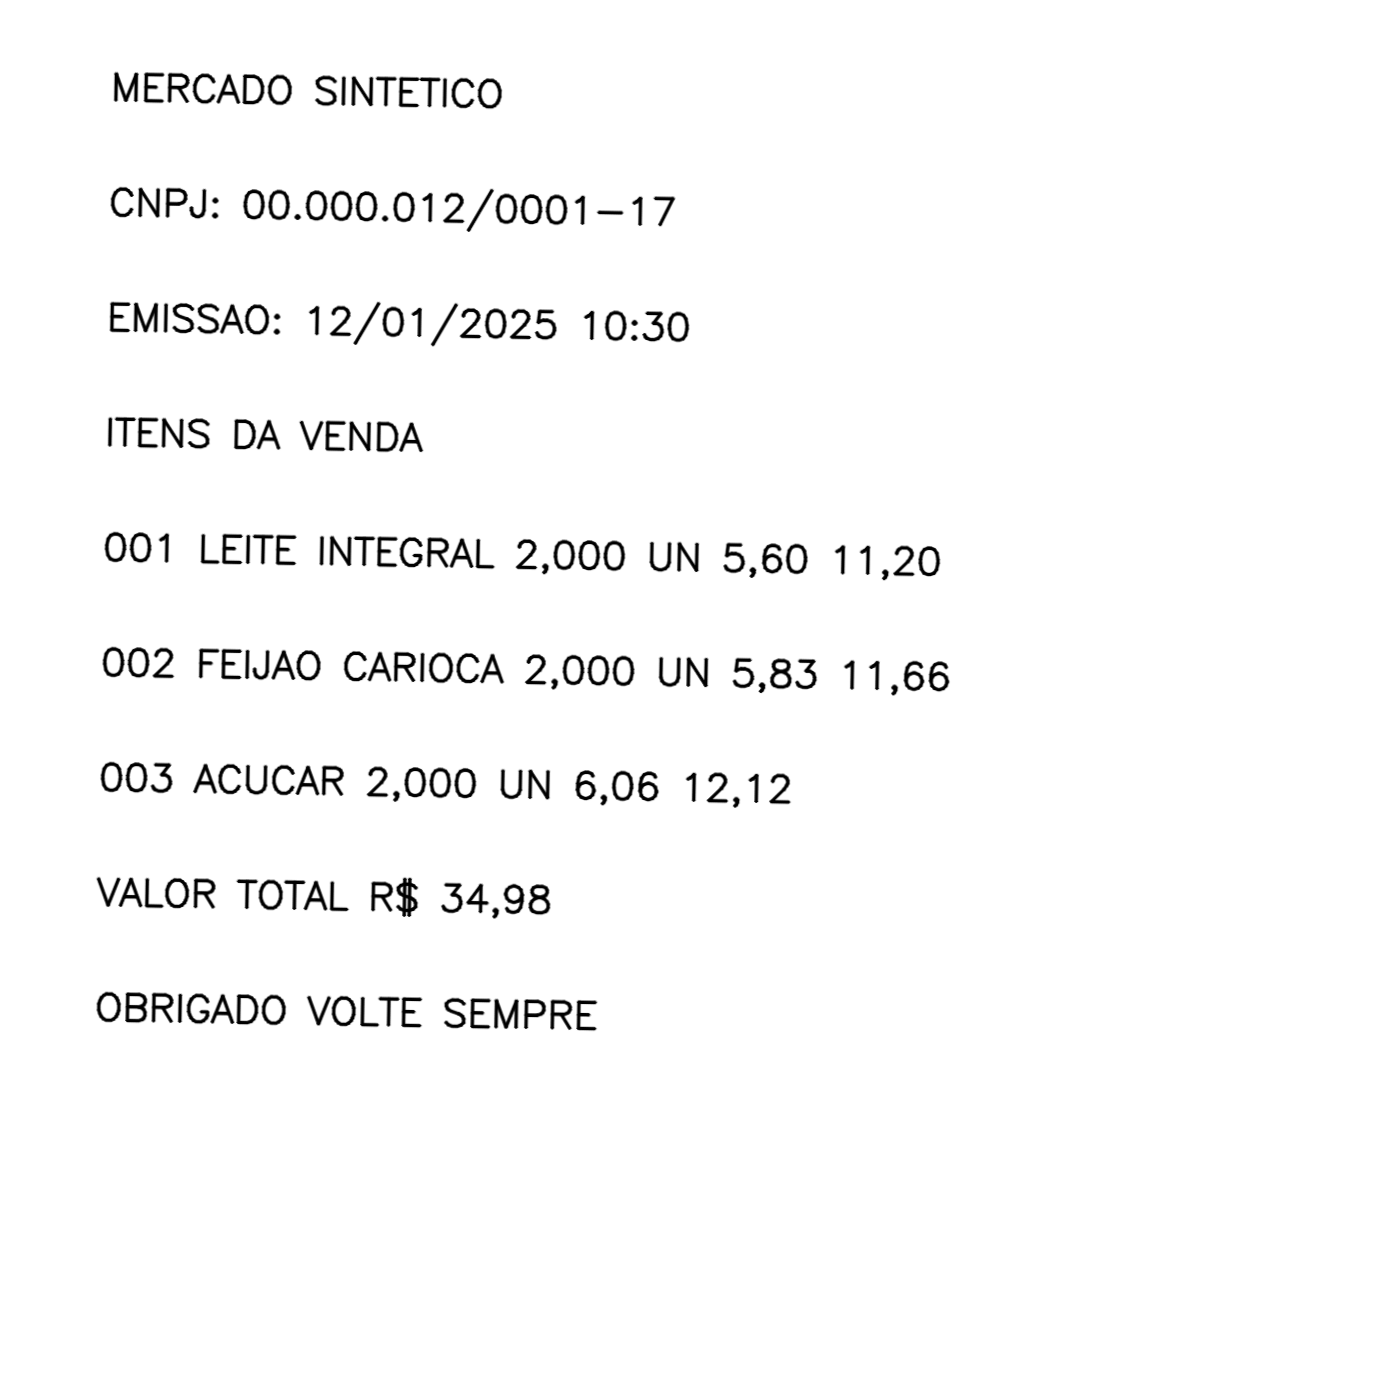 MERCADO SINTETICO
CNPJ: 00.000.012/0001-17
EMISSAO: 12/01/2025 10:30
ITENS DA VENDA
001 LEITE INTEGRAL 2,000 UN 5,60 11,20
002 FEIJAO CARIOCA 2,000 UN 5,83 11,66
003 ACUCAR 2,000 UN 6,06 12,12
VALOR TOTAL R$ 34,98
OBRIGADO VOLTE SEMPRE